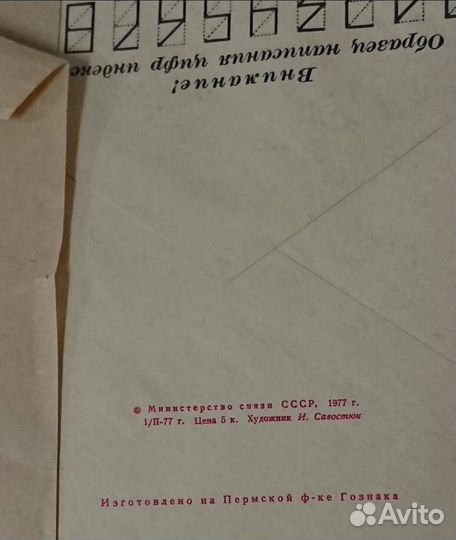 Внимание!
Образец написания цифр индекс
© Министерство связи СССР, 1977 г.
1/II-77 г. Цена 5 к. Художник И. Савостюк
Изготовлено на Пермской ф-ке Гознака
Avito